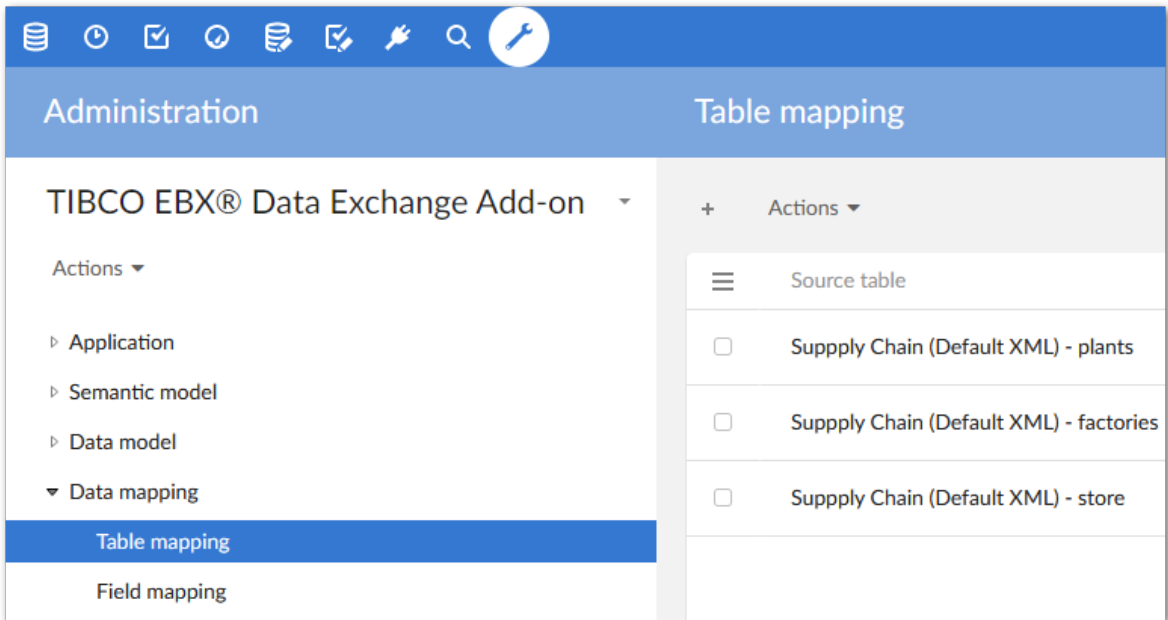 Administration
Table mapping
TIBCO EBX® Data Exchange Add-on
Actions
Application
Semantic model
Data model
Data mapping
Table mapping
Field mapping
Actions
Source table
Suppply Chain (Default XML) - plants
Suppply Chain (Default XML) - factories
Suppply Chain (Default XML) - store